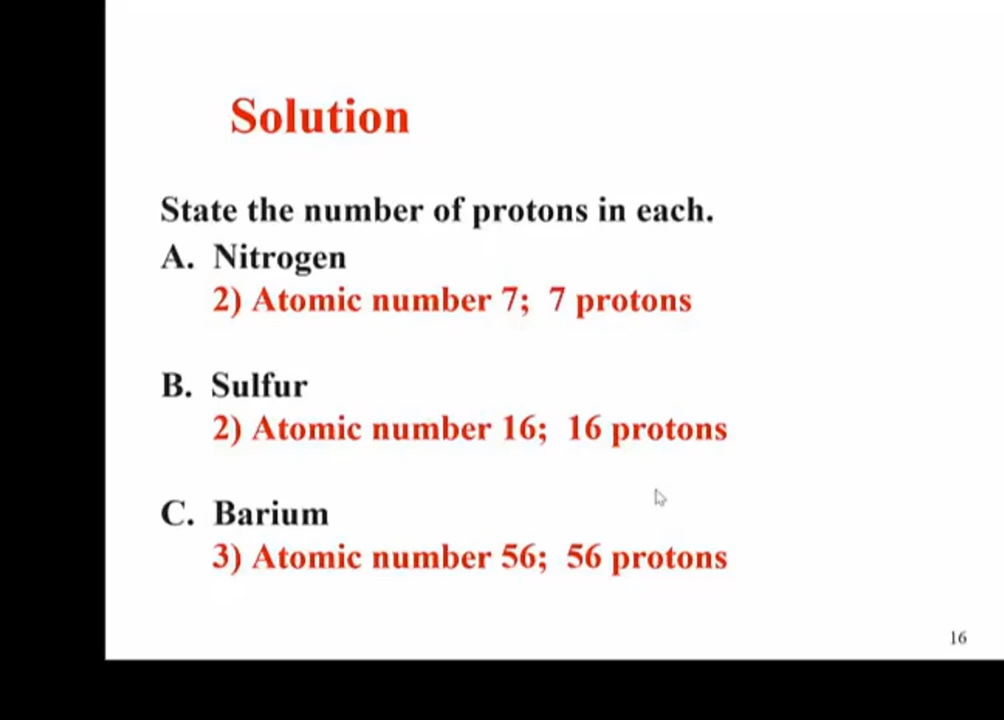 Solution
State the number of protons in each.
A. Nitrogen
2) Atomic number 7; 7 protons
B. Sulfur
2) Atomic number 16; 16 protons
C. Barium
3) Atomic number 56; 56 protons
16